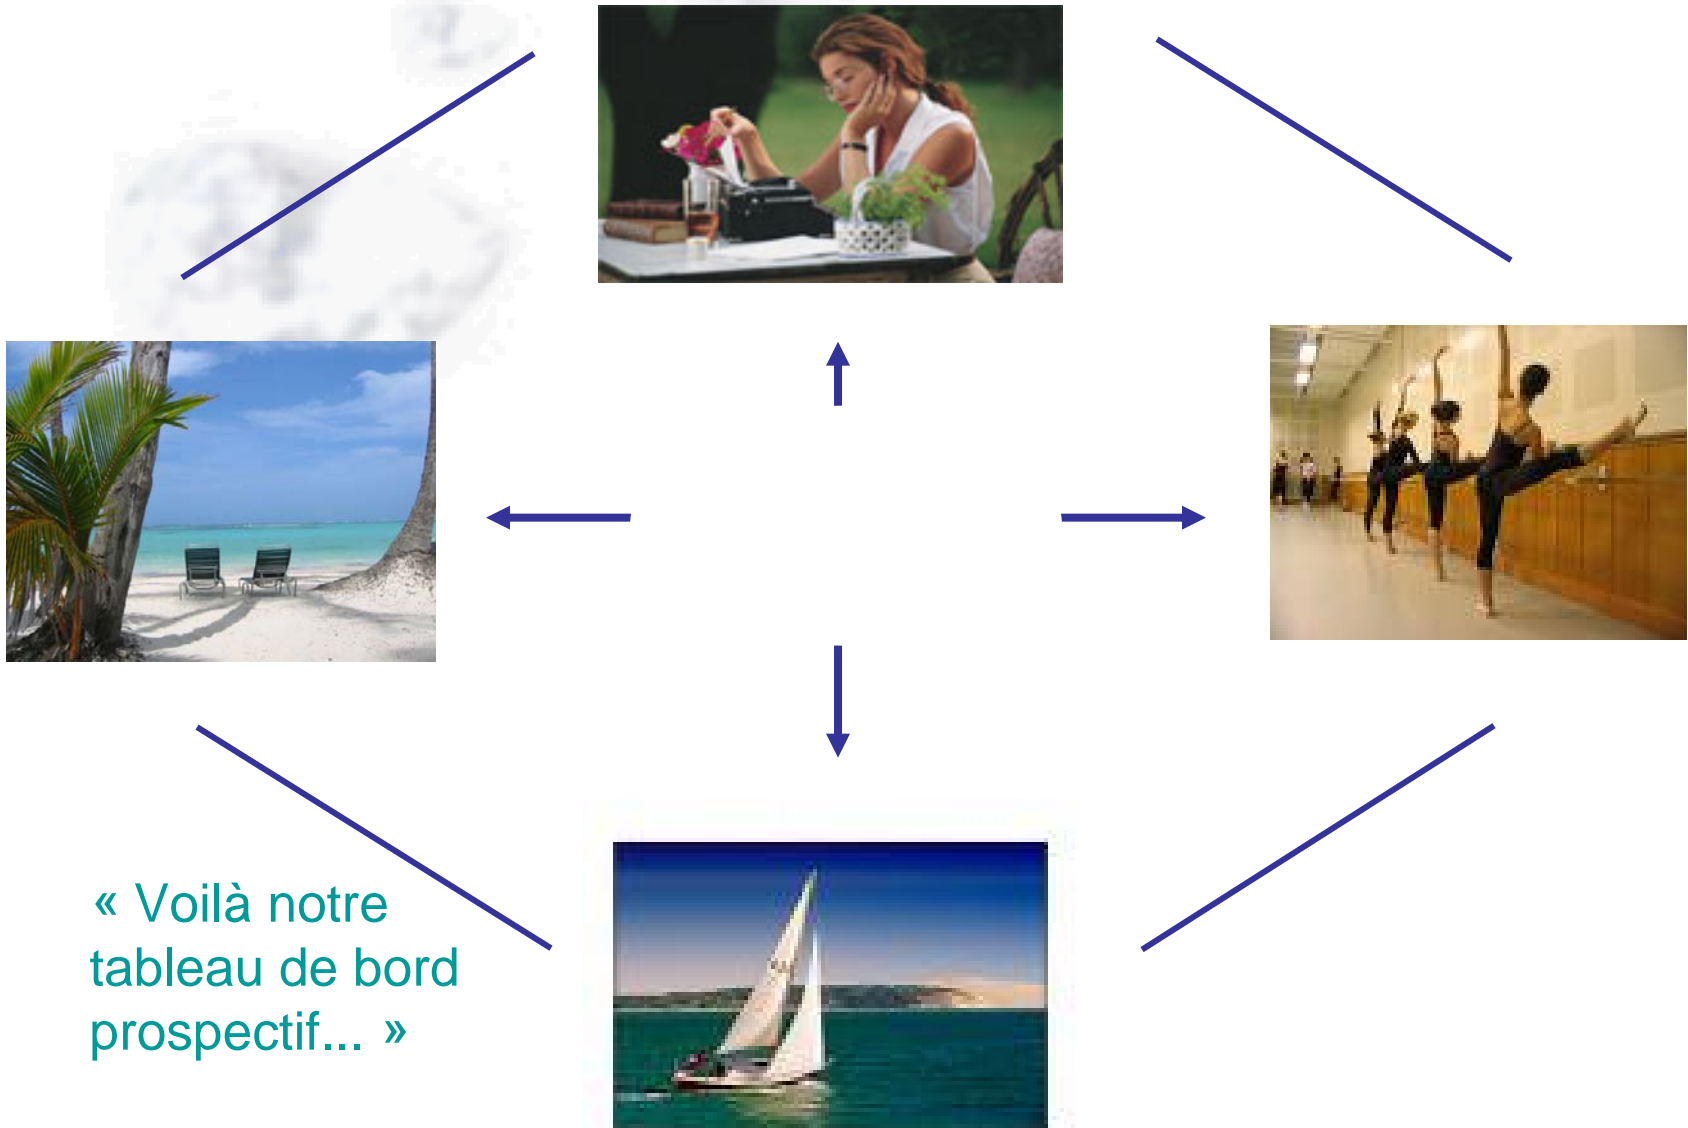 « Voilà notre
tableau de bord
prospectif... »